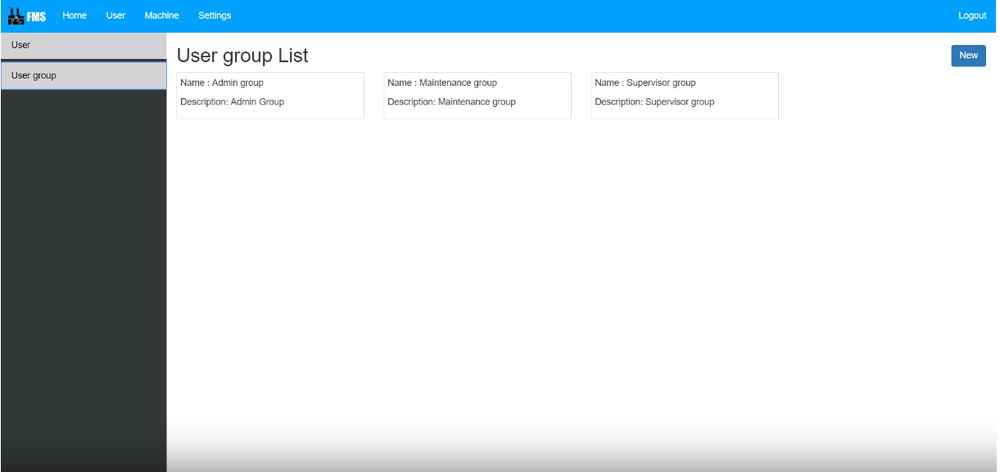 FMS Home User Machine Settings Logout
User
User group
User group List New
Name : Admin group
Description: Admin Group
Name : Maintenance group
Description: Maintenance group
Name : Supervisor group
Description: Supervisor group